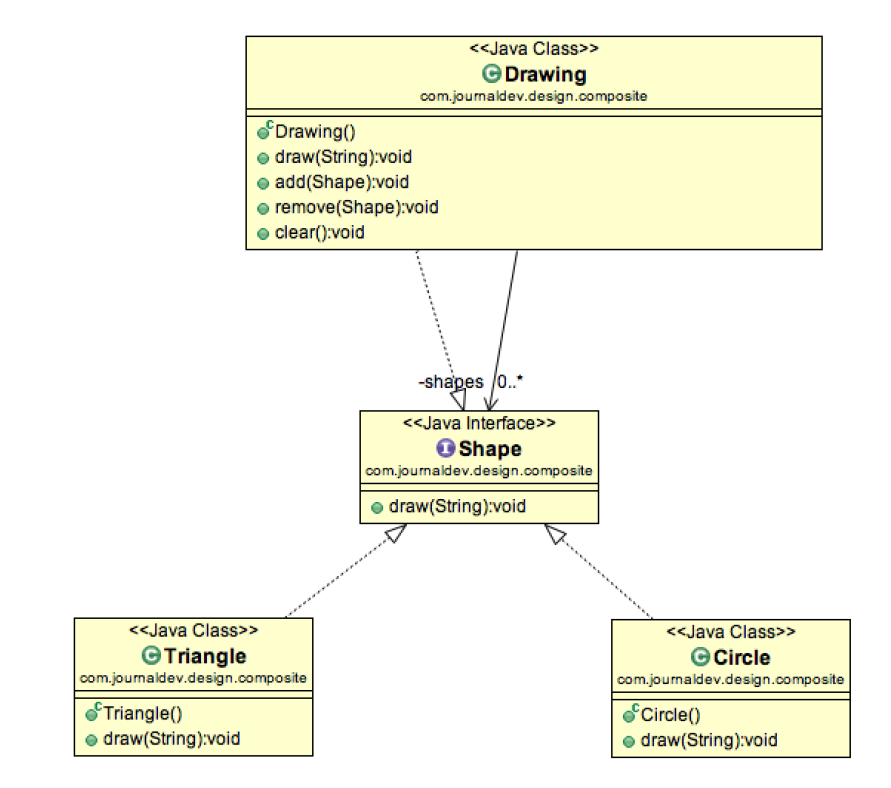 <<Java Class>>
Drawing
com.journaldev.design.composite
Drawing()
draw(String):void
add(Shape):void
remove(Shape):void
clear():void
-shapes 0..*
<<Java Interface>>
Shape
com.journaldev.design.composite
draw(String):void
<<Java Class>>
Triangle
com.journaldev.design.composite
Triangle()
draw(String):void
<<Java Class>>
Circle
com.journaldev.design.composite
Circle()
draw(String):void